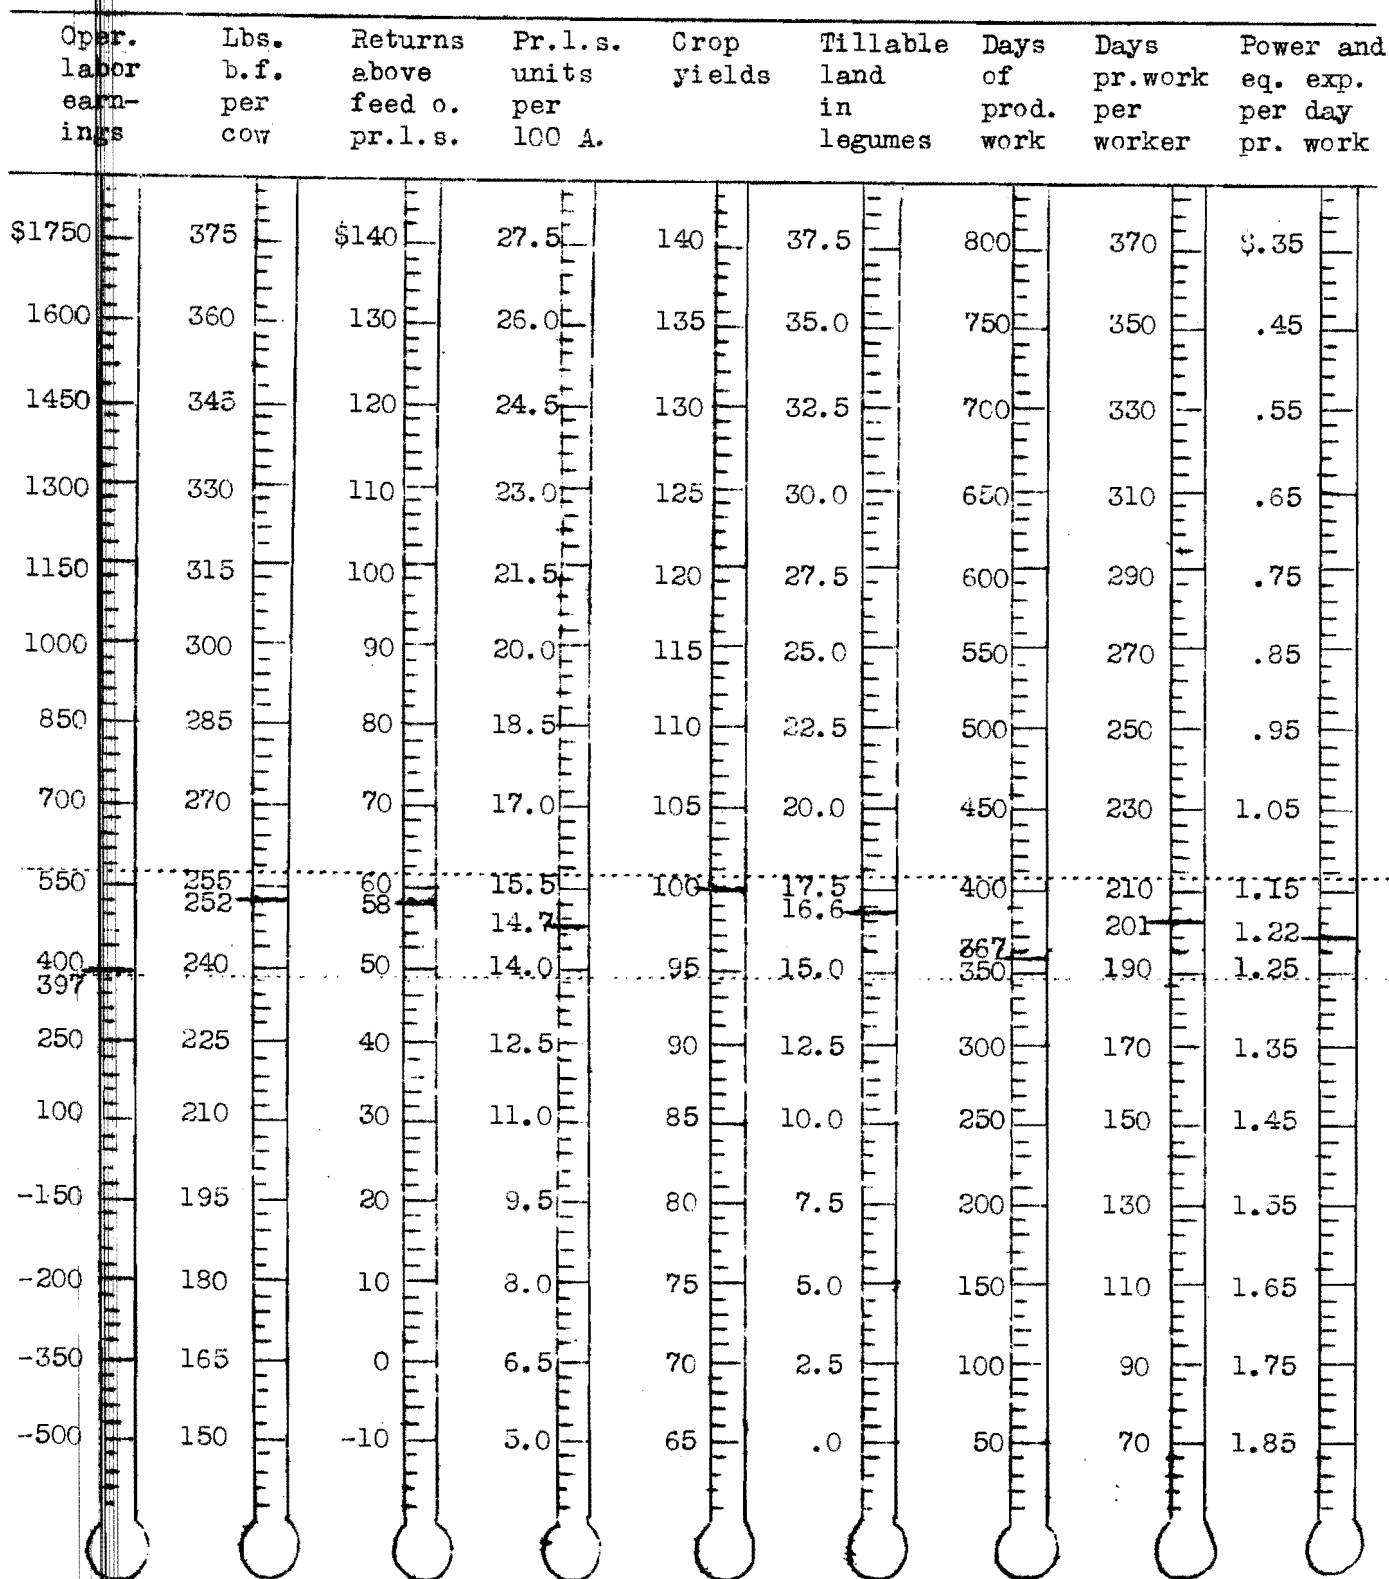 Oper. Lbs. Returns Pr.l.s. Crop Tillable Days Days Power and
labor b.f. above units yields land of pr.work eq. exp.
earn- per feed o. per in prod. per per day
ings cow pr.l.s. 100 A. legumes work worker pr. work
$1750 375 $140 27.5 140 37.5 800 370 $.35
1600 360 130 26.0 135 35.0 750 350 .45
1450 345 120 24.5 130 32.5 700 330 .55
1300 330 110 23.0 125 30.0 650 310 .65
1150 315 100 21.5 120 27.5 600 290 .75
1000 300 90 20.0 115 25.0 550 270 .85
850 285 80 18.5 110 22.5 500 250 .95
700 270 70 17.0 105 20.0 450 230 1.05
550 255 60 15.5 100 17.5 400 210 1.15
252 58 14.7 16.6 201 1.22
400 240 50 14.0 95 15.0 367 190 1.25
397 350
250 225 40 12.5 90 12.5 300 170 1.35
100 210 30 11.0 85 10.0 250 150 1.45
-150 195 20 9.5 80 7.5 200 130 1.55
-200 180 10 8.0 75 5.0 150 110 1.65
-350 165 0 6.5 70 2.5 100 90 1.75
-500 150 -10 5.0 65 .0 50 70 1.85